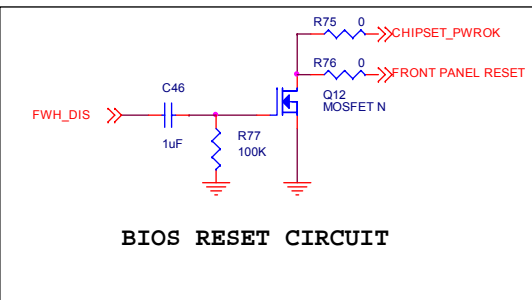 R75 0
CHIPSET_PWROK
R76 0
FRONT PANEL RESET
C46
Q12
MOSFET N
FWH_DIS
R77
1uF
100K
BIOS RESET CIRCUIT